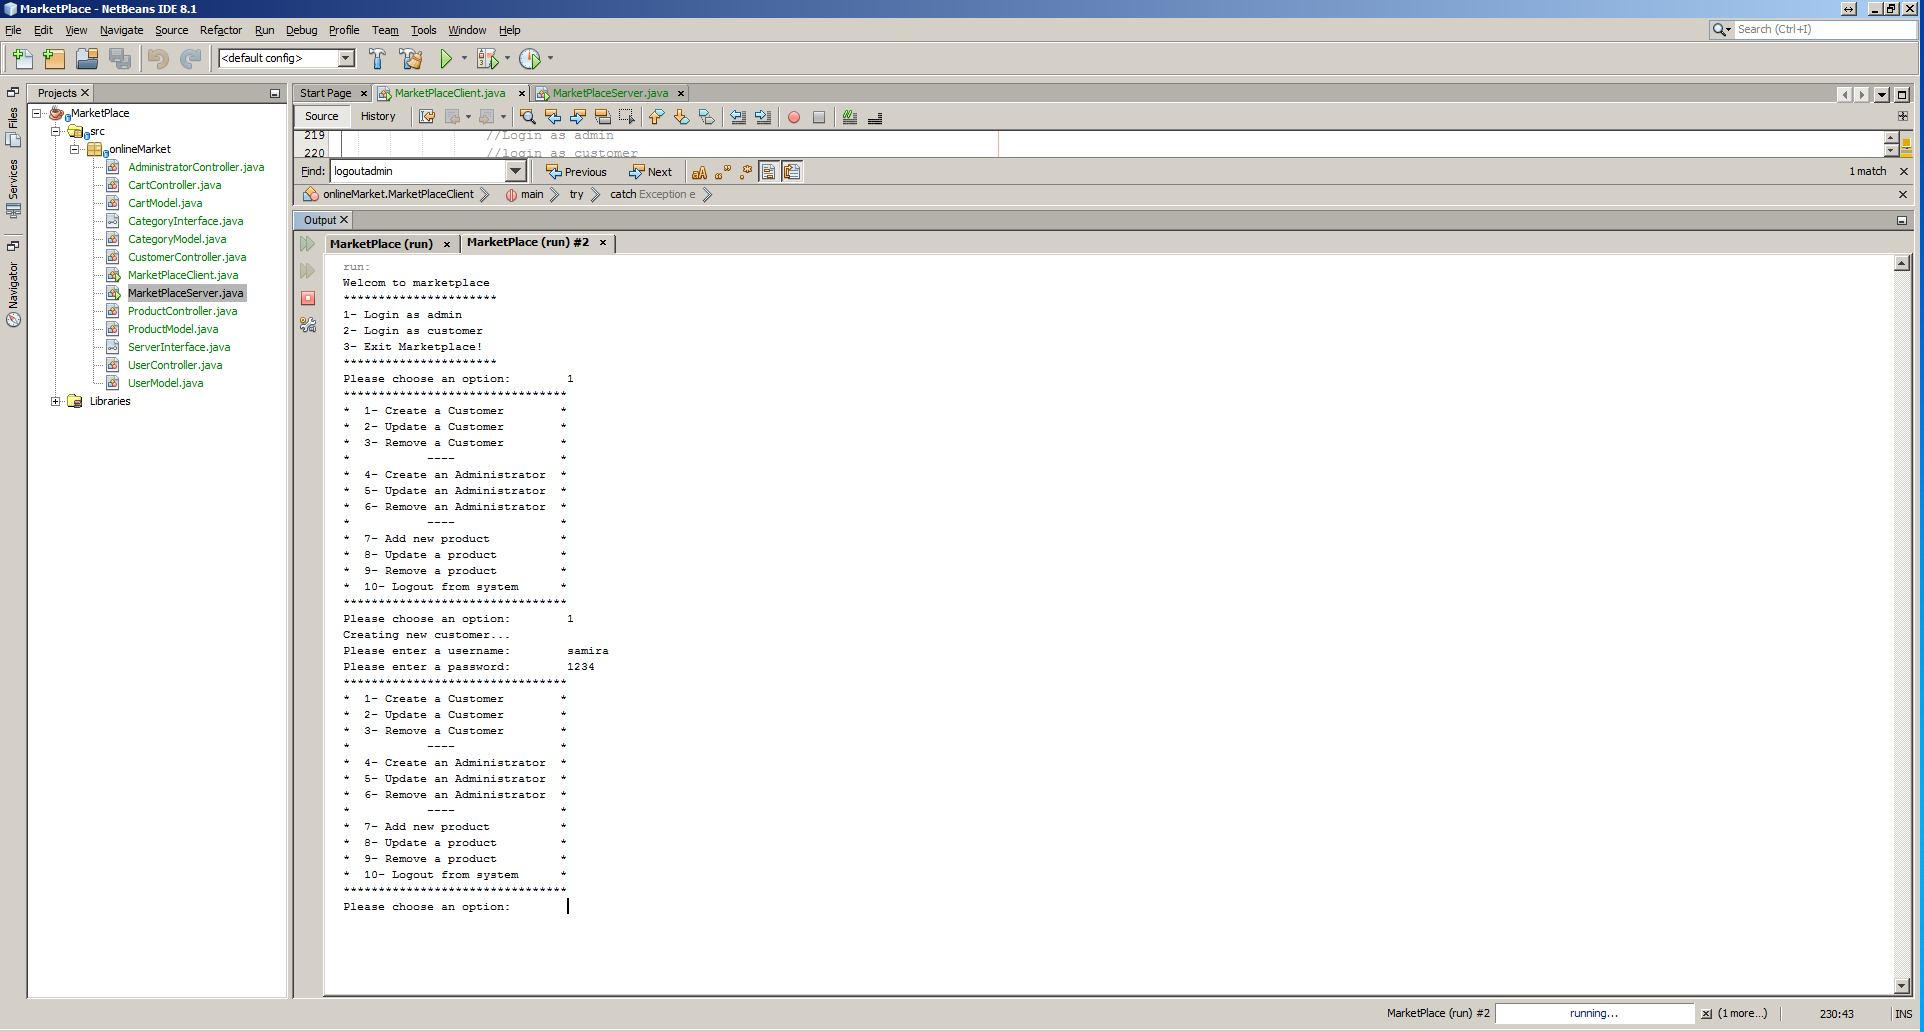 MarketPlace - NetBeans IDE 8.1
File Edit View Navigate Source Refactor Run Debug Profile Team Tools Window Help
Search (Ctrl+I)
<default config>
Files
Services
Navigator
Projects
MarketPlace
src
onlineMarket
AdministratorController.java
CartController.java
CartModel.java
CategoryInterface.java
CategoryModel.java
CustomerController.java
MarketPlaceClient.java
MarketPlaceServer.java
ProductController.java
ProductModel.java
ServerInterface.java
UserController.java
UserModel.java
Libraries
Start Page MarketPlaceClient.java MarketPlaceServer.java
Source History
219 //Login as admin
220 //login as customer
Find: logoutadmin Previous Next 1 match
onlineMarket.MarketPlaceClient main try catch Exception e
Output
MarketPlace (run) MarketPlace (run) #2
run:
Welcom to marketplace
**********************
1- Login as admin
2- Login as customer
3- Exit Marketplace!
**********************
Please choose an option: 1
********************************
* 1- Create a Customer *
* 2- Update a Customer *
* 3- Remove a Customer *
* ---- *
* 4- Create an Administrator *
* 5- Update an Administrator *
* 6- Remove an Administrator *
* ---- *
* 7- Add new product *
* 8- Update a product *
* 9- Remove a product *
* 10- Logout from system *
********************************
Please choose an option: 1
Creating new customer...
Please enter a username: samira
Please enter a password: 1234
********************************
* 1- Create a Customer *
* 2- Update a Customer *
* 3- Remove a Customer *
* ---- *
* 4- Create an Administrator *
* 5- Update an Administrator *
* 6- Remove an Administrator *
* ---- *
* 7- Add new product *
* 8- Update a product *
* 9- Remove a product *
* 10- Logout from system *
********************************
Please choose an option:
MarketPlace (run) #2 running... (1 more...) 230:43 INS